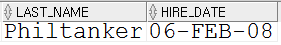 LAST_NAME HIRE_DATE
Philtanker 06-FEB-08